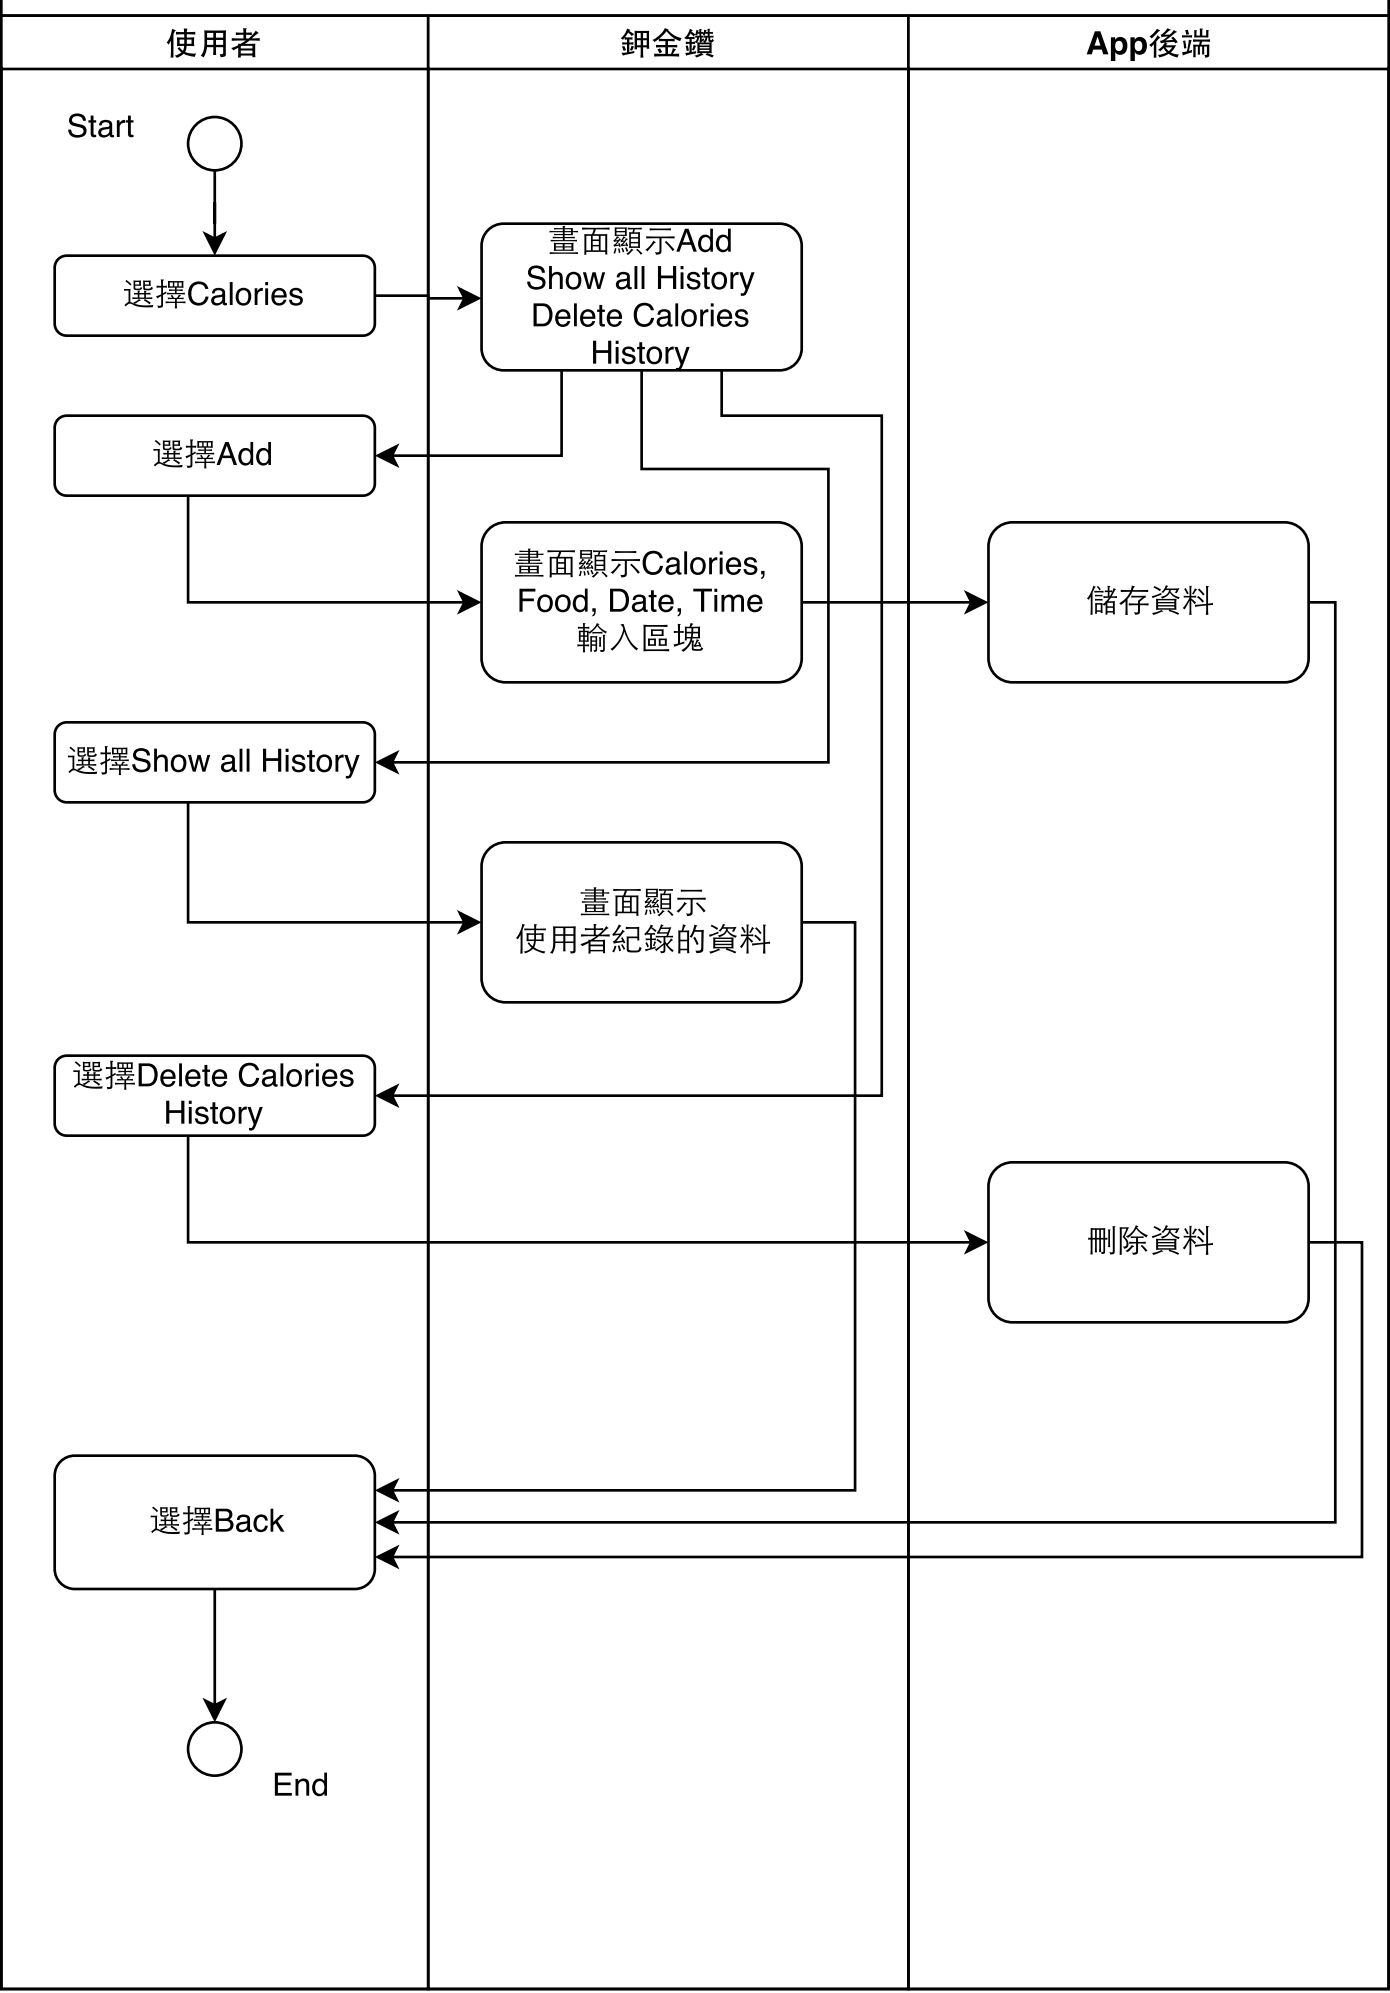 使用者
鉀金鑽
App後端
Start
選擇Calories
畫面顯示Add
Show all History
Delete Calories
History
選擇Add
畫面顯示Calories,
Food, Date, Time
輸入區塊
儲存資料
選擇Show all History
畫面顯示
使用者紀錄的資料
選擇Delete Calories
History
刪除資料
選擇Back
End